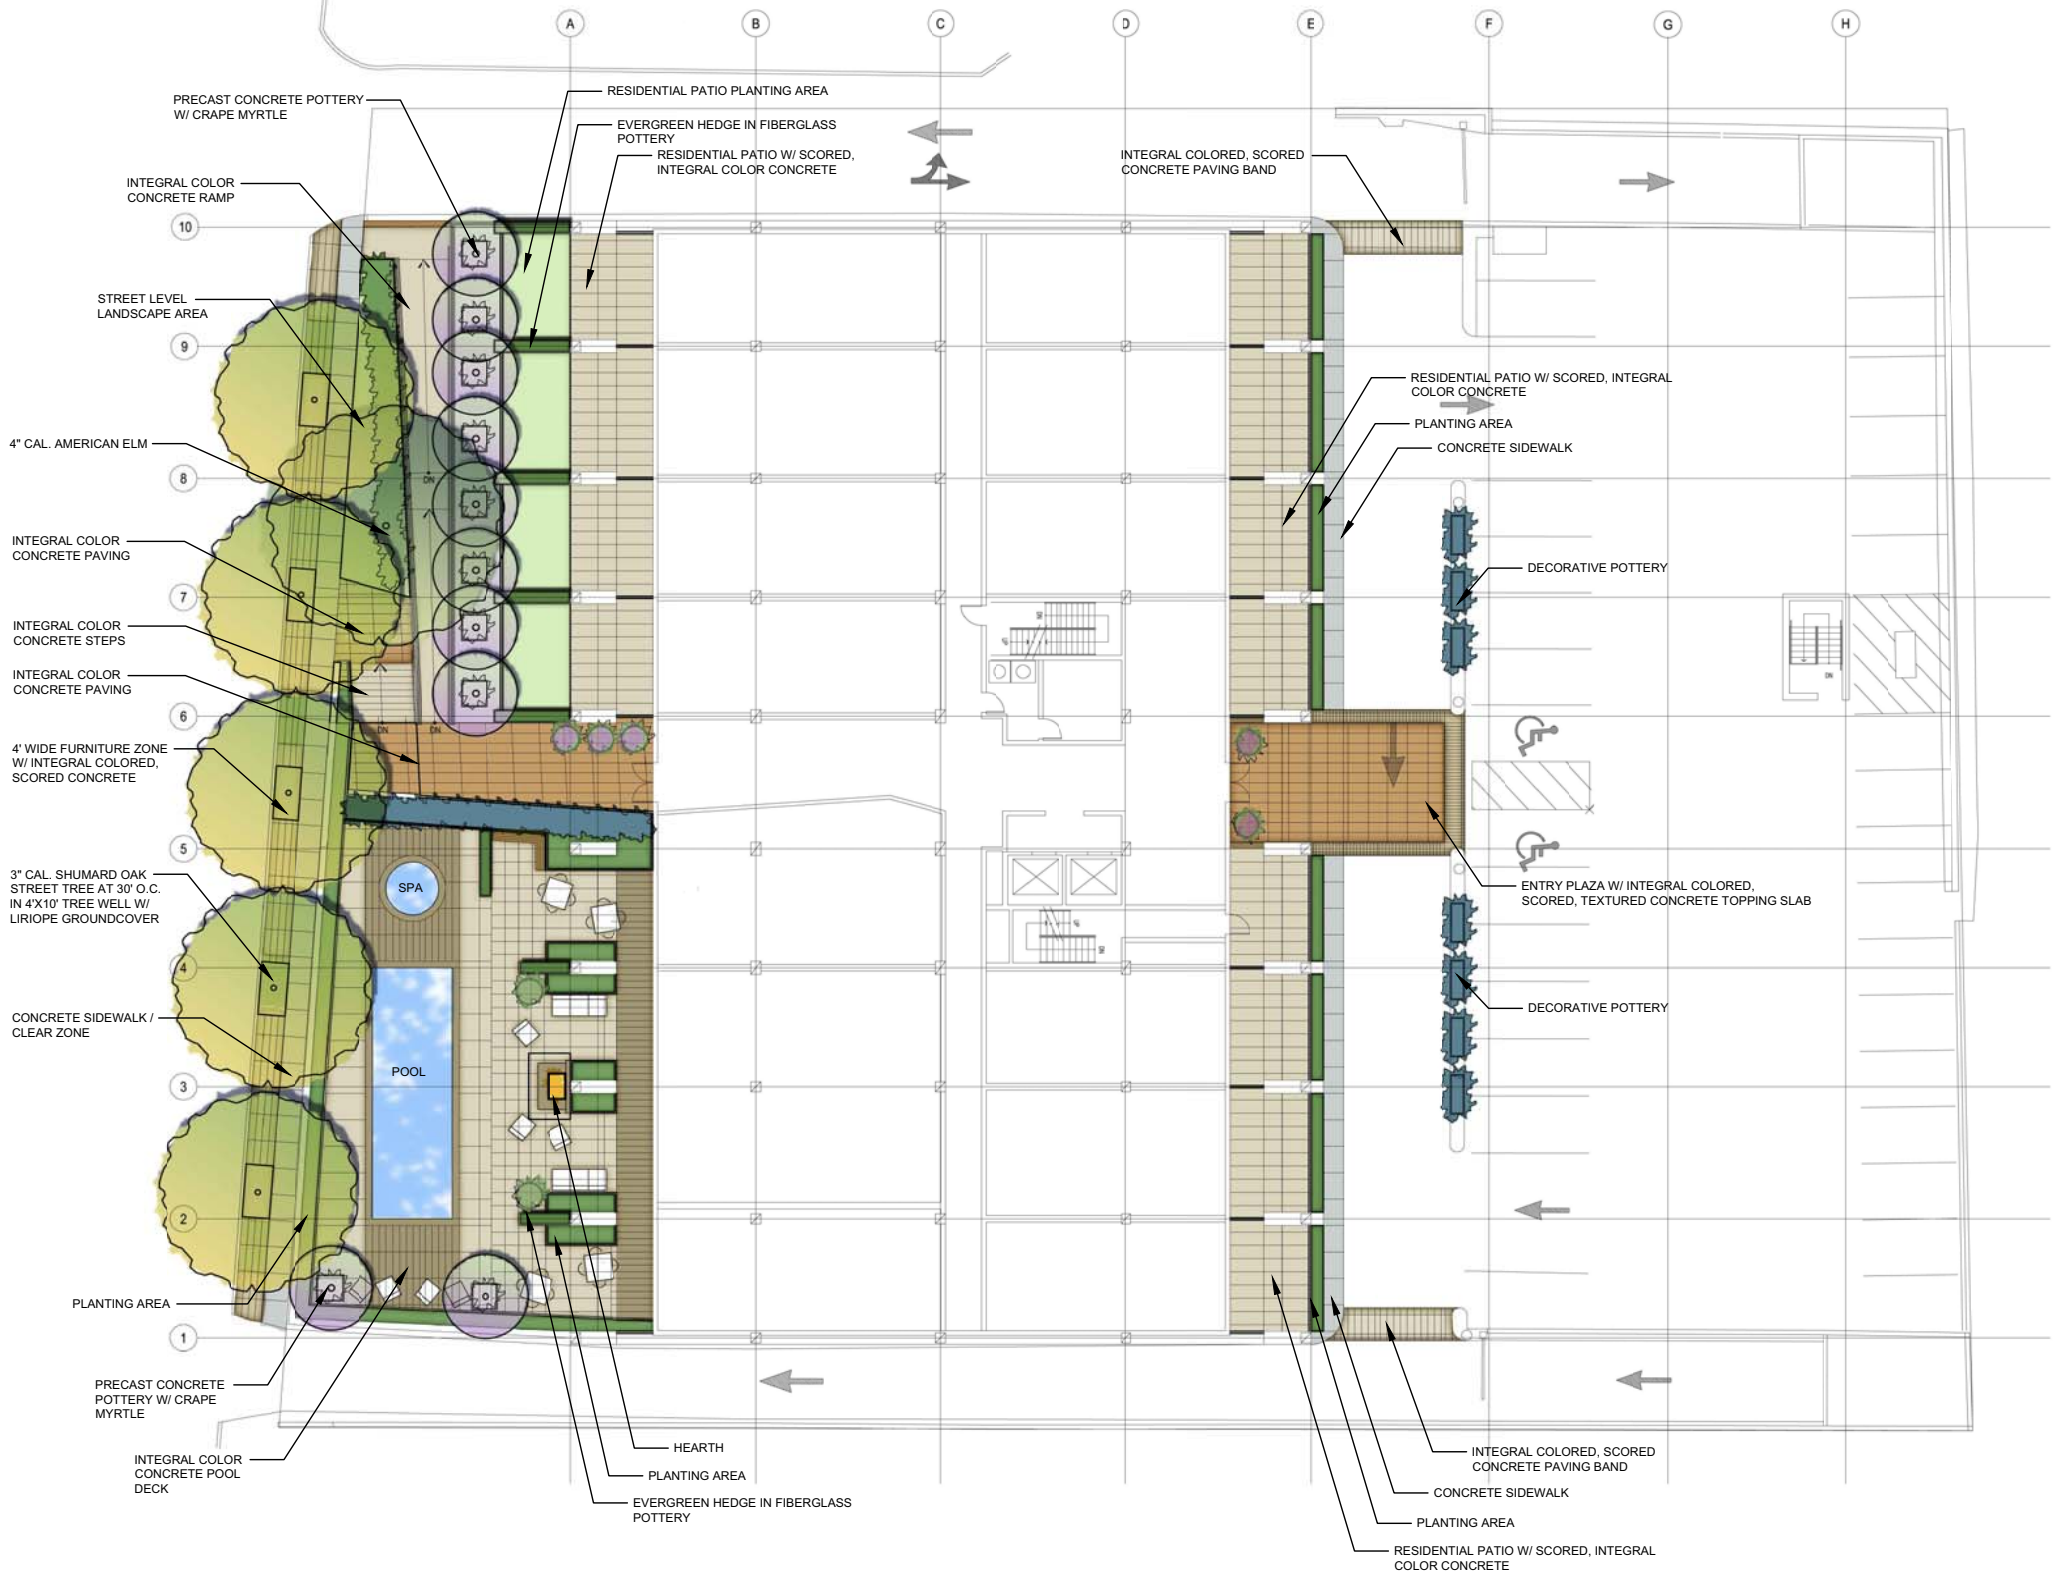 A
B
C
D
E
F
G
H
PRECAST CONCRETE POTTERY
W/ CRAPE MYRTLE
RESIDENTIAL PATIO PLANTING AREA
EVERGREEN HEDGE IN FIBERGLASS
POTTERY
RESIDENTIAL PATIO W/ SCORED,
INTEGRAL COLOR CONCRETE
INTEGRAL COLORED, SCORED
CONCRETE PAVING BAND
INTEGRAL COLOR
CONCRETE RAMP
10
STREET LEVEL
LANDSCAPE AREA
9
RESIDENTIAL PATIO W/ SCORED, INTEGRAL
COLOR CONCRETE
PLANTING AREA
CONCRETE SIDEWALK
4" CAL. AMERICAN ELM
8
DN
INTEGRAL COLOR
CONCRETE PAVING
DECORATIVE POTTERY
7
DN
UP
INTEGRAL COLOR
CONCRETE STEPS
INTEGRAL COLOR
CONCRETE PAVING
DN
6
DN
DN
4' WIDE FURNITURE ZONE
W/ INTEGRAL COLORED,
SCORED CONCRETE
5
3" CAL. SHUMARD OAK
STREET TREE AT 30' O.C.
IN 4'X10' TREE WELL W/
LIRIOPE GROUNDCOVER
SPA
ENTRY PLAZA W/ INTEGRAL COLORED,
SCORED, TEXTURED CONCRETE TOPPING SLAB
UP
DN
4
DECORATIVE POTTERY
CONCRETE SIDEWALK /
CLEAR ZONE
POOL
3
2
PLANTING AREA
1
PRECAST CONCRETE
POTTERY W/ CRAPE
MYRTLE
INTEGRAL COLOR
CONCRETE POOL
DECK
HEARTH
PLANTING AREA
EVERGREEN HEDGE IN FIBERGLASS
POTTERY
INTEGRAL COLORED, SCORED
CONCRETE PAVING BAND
CONCRETE SIDEWALK
PLANTING AREA
RESIDENTIAL PATIO W/ SCORED, INTEGRAL
COLOR CONCRETE